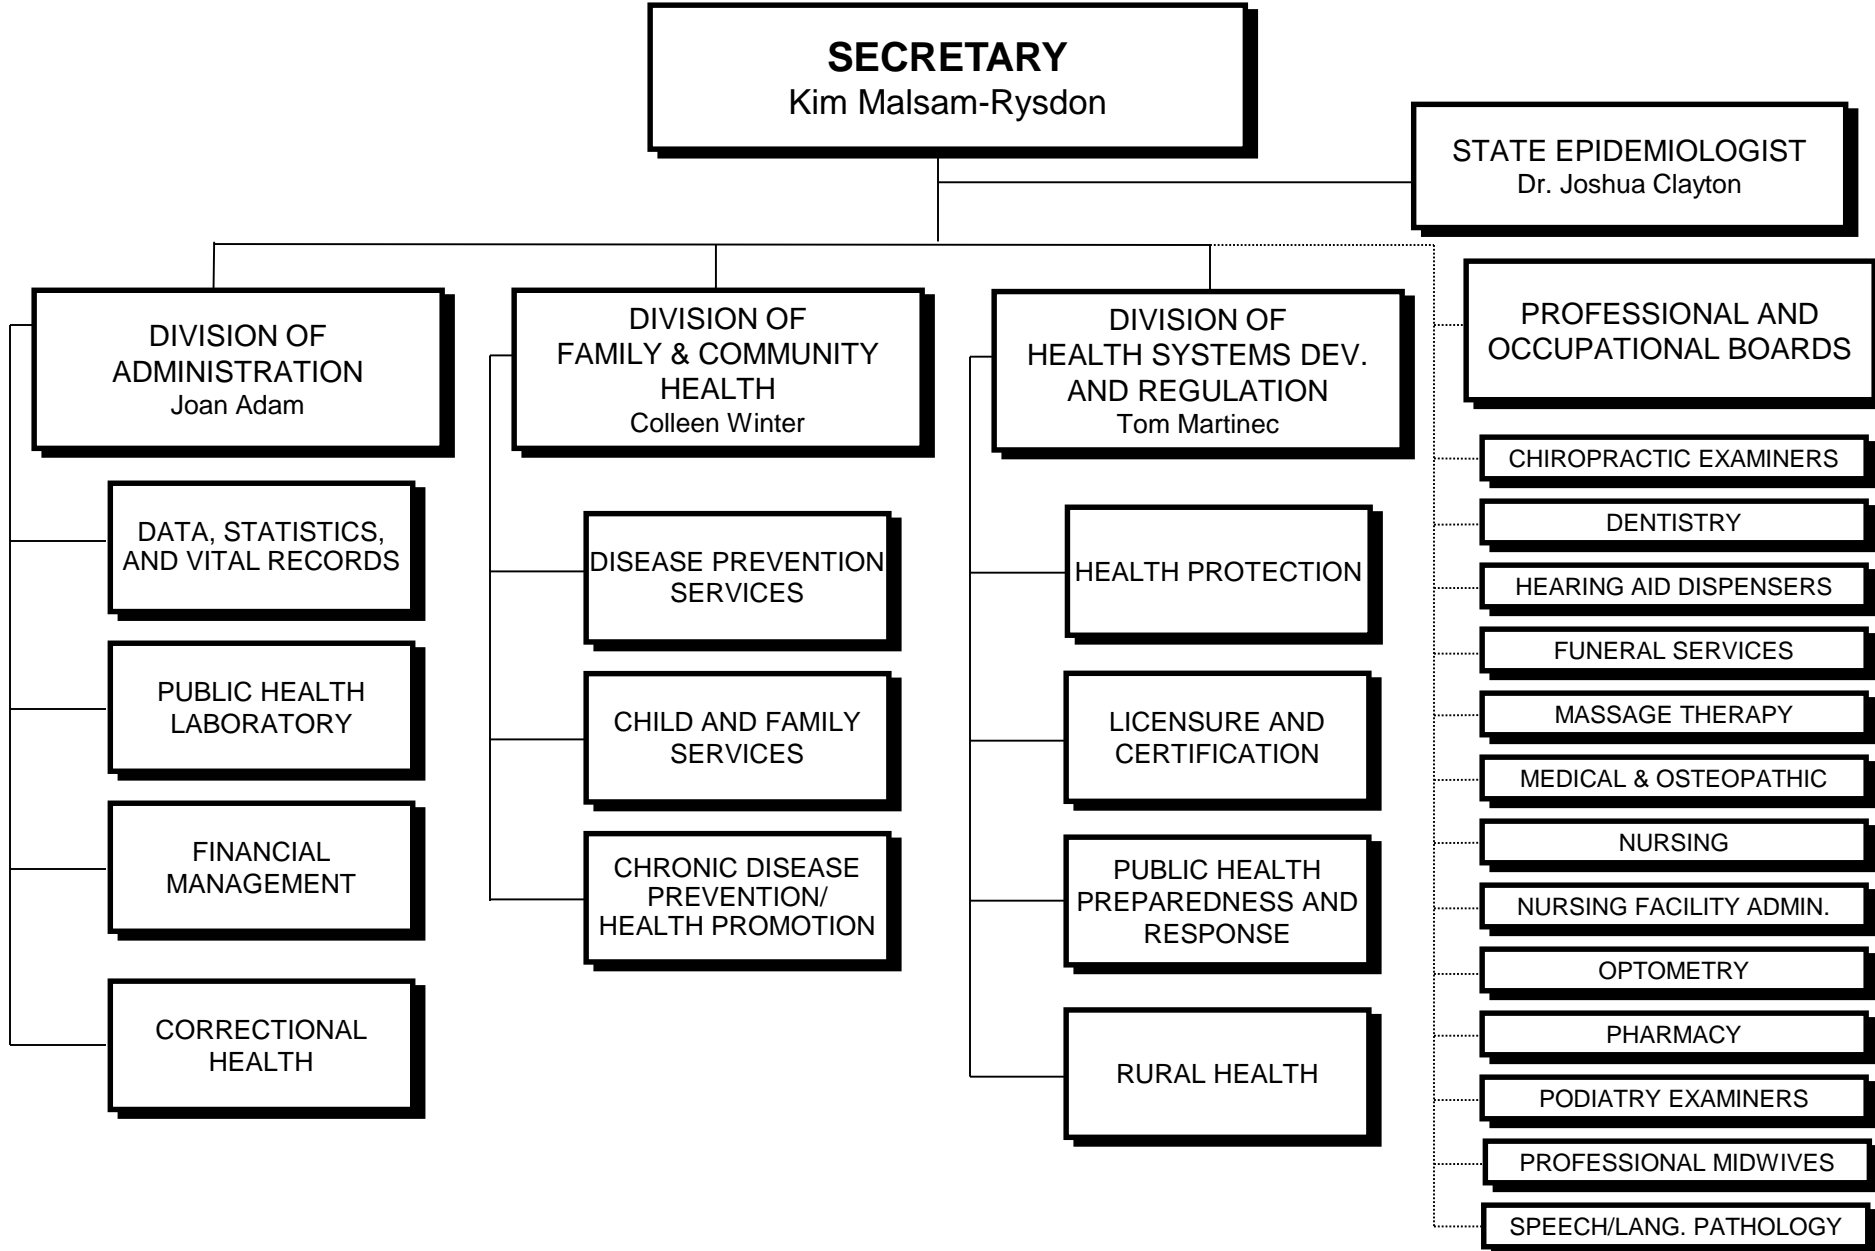 SECRETARY
Kim Malsam-Rysdon
STATE EPIDEMIOLOGIST
Dr. Joshua Clayton
DIVISION OF
ADMINISTRATION
Joan Adam
DATA, STATISTICS,
AND VITAL RECORDS
PUBLIC HEALTH
LABORATORY
FINANCIAL
MANAGEMENT
CORRECTIONAL
HEALTH
DIVISION OF
FAMILY & COMMUNITY
HEALTH
Colleen Winter
DISEASE PREVENTION
SERVICES
CHILD AND FAMILY
SERVICES
CHRONIC DISEASE
PREVENTION/
HEALTH PROMOTION
DIVISION OF
HEALTH SYSTEMS DEV.
AND REGULATION
Tom Martinec
HEALTH PROTECTION
LICENSURE AND
CERTIFICATION
PUBLIC HEALTH
PREPAREDNESS AND
RESPONSE
RURAL HEALTH
PROFESSIONAL AND
OCCUPATIONAL BOARDS
CHIROPRACTIC EXAMINERS
DENTISTRY
HEARING AID DISPENSERS
FUNERAL SERVICES
MASSAGE THERAPY
MEDICAL & OSTEOPATHIC
NURSING
NURSING FACILITY ADMIN.
OPTOMETRY
PHARMACY
PODIATRY EXAMINERS
PROFESSIONAL MIDWIVES
SPEECH/LANG. PATHOLOGY